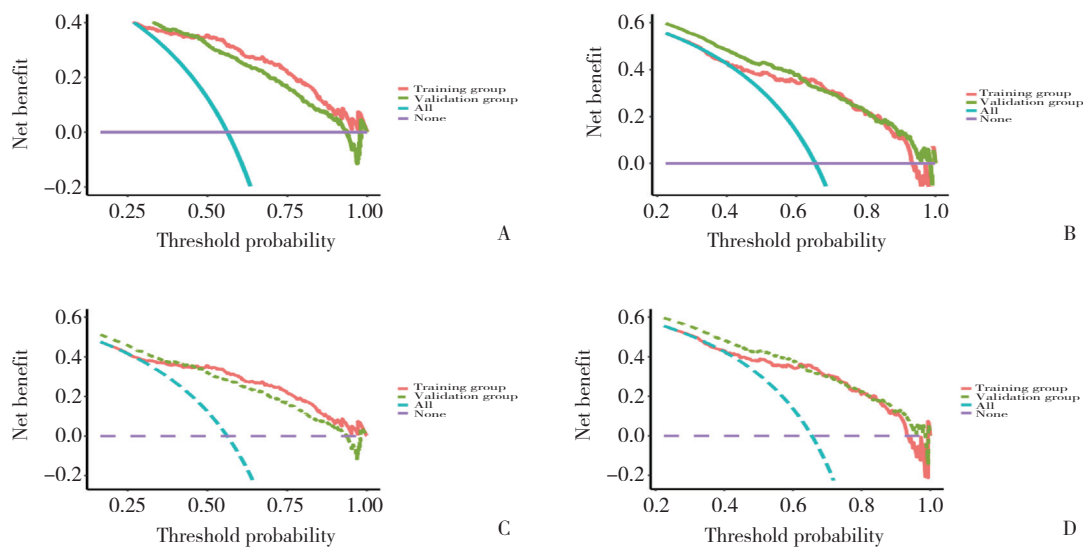 0.4
0.2
0.0
−0.2
Net benefit
0.25
0.50
0.75
1.00
Threshold probability
Training group
Validation group
All
None
A
0.6
0.4
0.2
0.0
Net benefit
0.2
0.4
0.6
0.8
1.0
Threshold probability
Training group
Validation group
All
None
B
0.6
0.4
0.2
0.0
−0.2
Net benefit
0.25
0.50
0.75
1.00
Threshold probability
Training group
Validation group
All
None
C
0.6
0.4
0.2
0.0
−0.2
Net benefit
0.2
0.4
0.6
0.8
1.0
Threshold probability
Training group
Validation group
All
None
D